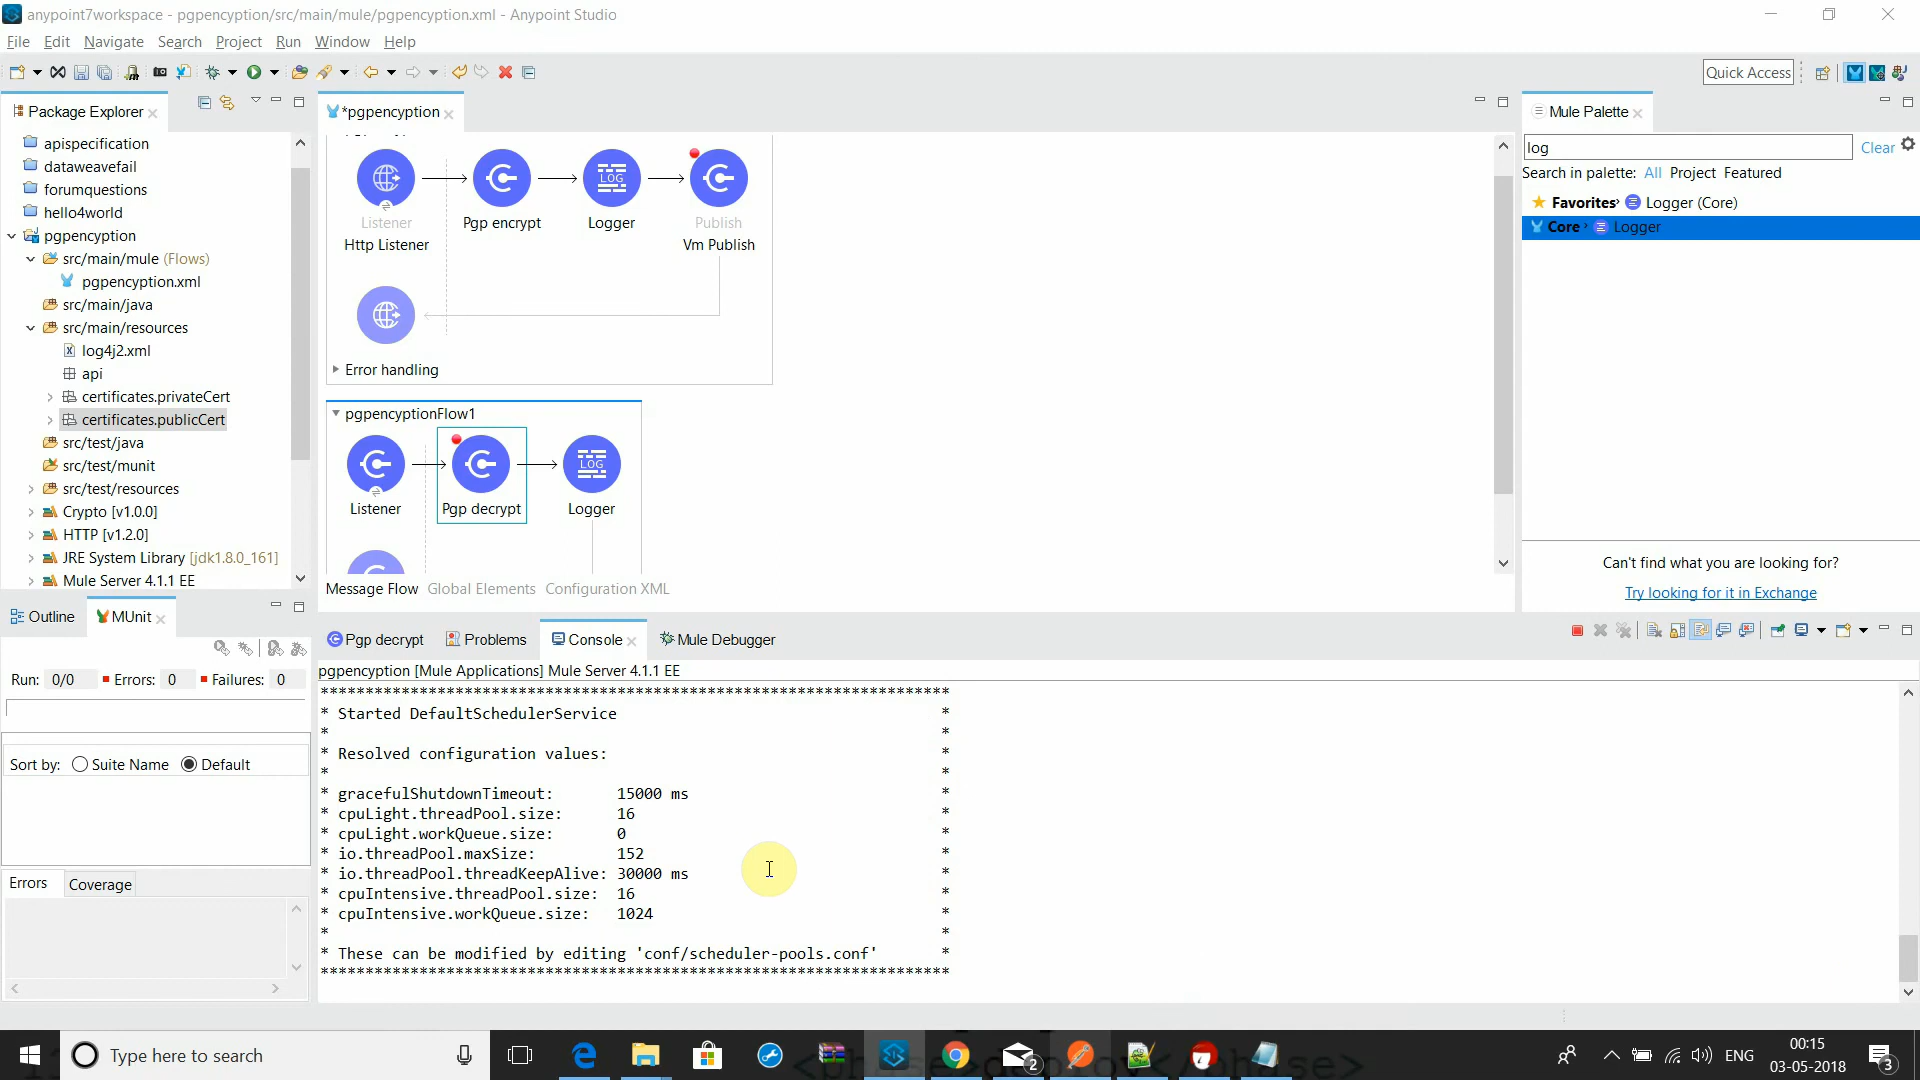 anypoint7workspace - pgpencyption/src/main/mule/pgpencyption.xml - Anypoint Studio
File Edit Navigate Search Project Run Window Help
Quick Access
Package Explorer
apispecification
dataweavefail
forumquestions
hello4world
pgpencyption
src/main/mule (Flows)
pgpencyption.xml
src/main/java
src/main/resources
log4j2.xml
api
certificates.privateCert
certificates.publicCert
src/test/java
src/test/munit
src/test/resources
Crypto [v1.0.0]
HTTP [v1.2.0]
JRE System Library [jdk1.8.0_161]
Mule Server 4.1.1 EE
*pgpencyption
Listener
Http Listener
Pgp encrypt
LOG
Logger
Publish
Vm Publish
Error handling
pgpencyptionFlow1
Listener
Pgp decrypt
LOG
Logger
Message Flow Global Elements Configuration XML
Mule Palette
log
Clear
Search in palette: All Project Featured
Favorites Logger (Core)
Core Logger
Can't find what you are looking for?
Try looking for it in Exchange
Outline MUnit
Run: 0/0 Errors: 0 Failures: 0
Sort by: Suite Name Default
Errors Coverage
Pgp decrypt Problems Console Mule Debugger
pgpencyption [Mule Applications] Mule Server 4.1.1 EE
**********************************************************************
* Started DefaultSchedulerService *
* *
* Resolved configuration values: *
* *
* gracefulShutdownTimeout: 15000 ms *
* cpuLight.threadPool.size: 16 *
* cpuLight.workQueue.size: 0 *
* io.threadPool.maxSize: 152 *
* io.threadPool.threadKeepAlive: 30000 ms *
* cpuIntensive.threadPool.size: 16 *
* cpuIntensive.workQueue.size: 1024 *
* *
* These can be modified by editing 'conf/scheduler-pools.conf' *
**********************************************************************
Type here to search
2
ENG
00:15
03-05-2018
3